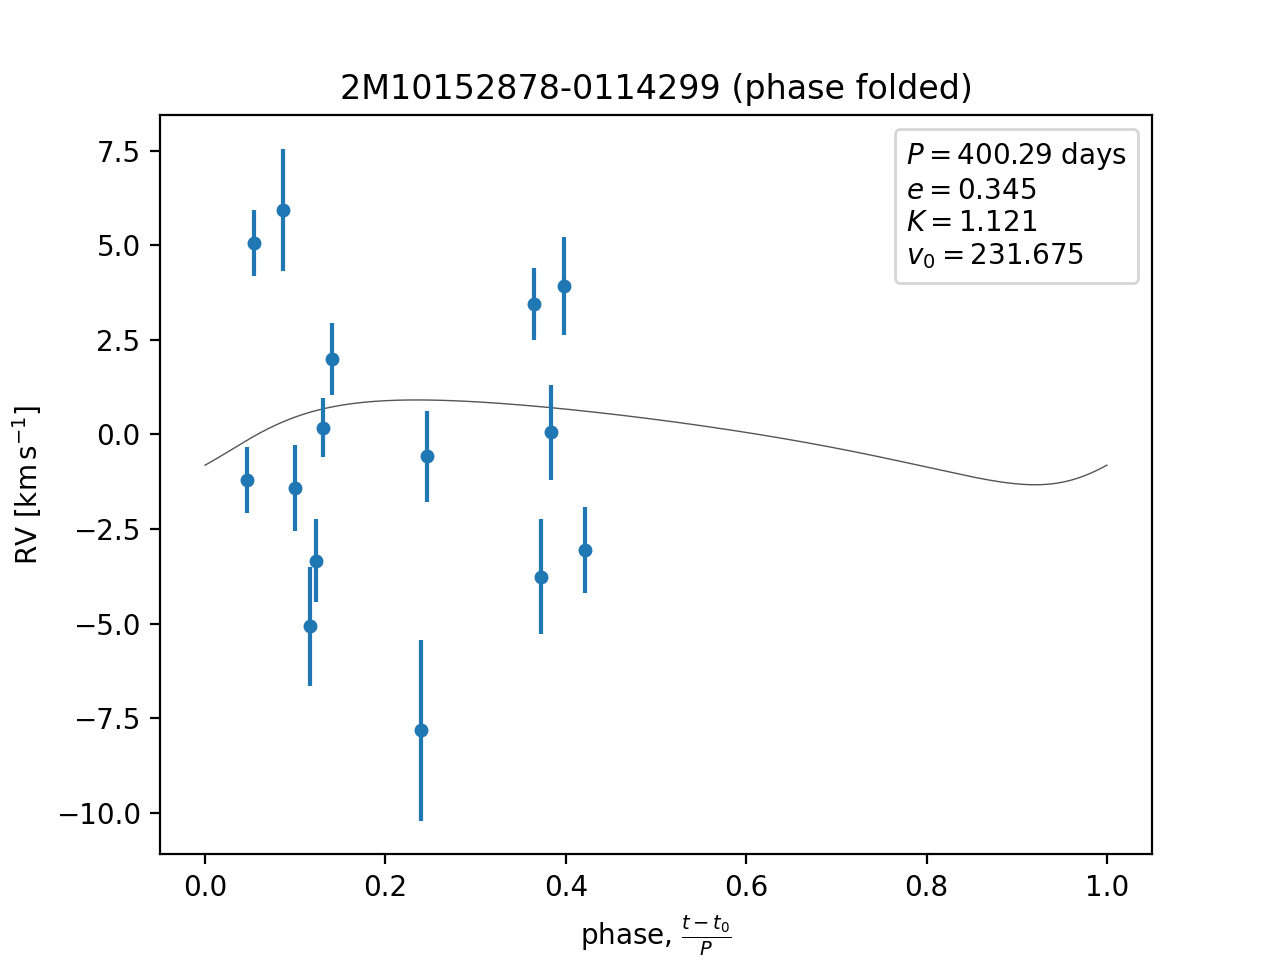 2M10152878-0114299 (phase folded)
P = 400.29 days
e = 0.345
K = 1.121
v₀ = 231.675
7.5
5.0
2.5
0.0
−2.5
−5.0
−7.5
−10.0
RV [km s⁻¹]
0.0 0.2 0.4 0.6 0.8 1.0
phase, (t − t₀)/P